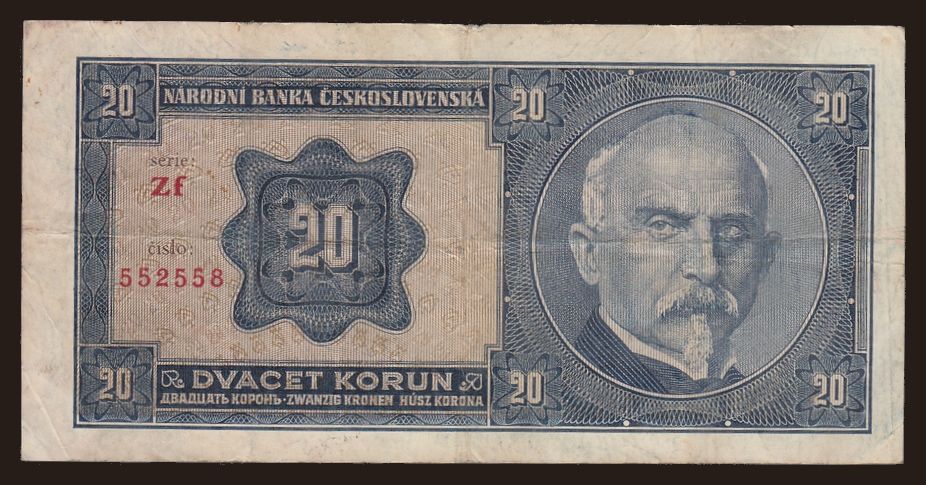 20 20 20
NÁRODNÍ BANKA ČESKOSLOVENSKÁ
serie:
Zf
20
číslo:
552558
20 20 20
DVACET KORUN
ДВАДЦАТЬ КОРОНЪ-ZWANZIG KRONEN HÚSZ KORONA